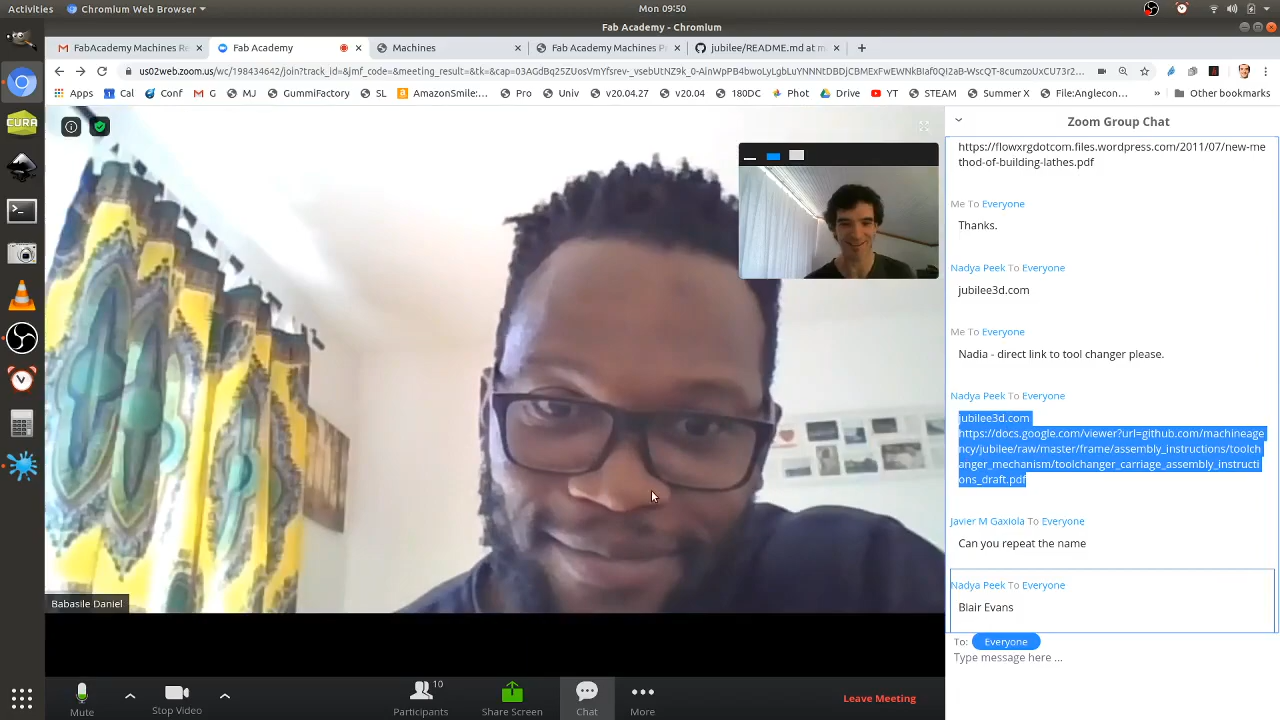 Activities
Chromium Web Browser
Mon 09:50
Fab Academy - Chromium
FabAcademy Machines Re
Fab Academy
Machines
Fab Academy Machines P
jubilee/README.md at m
Apps
Cal
Conf
G
MJ
GummiFactory
SL
AmazonSmile:...
Pro
Univ
v20.04.27
v20.04
180DC
Phot
Drive
YT
STEAM
Summer X
File:Anglecon...
»
Other bookmarks
CURA
Zoom Group Chat
https://flowxrgdotcom.files.wordpress.com/2011/07/new-me
thod-of-building-lathes.pdf
Me To Everyone
Thanks.
Nadya Peek To Everyone
jubilee3d.com
Me To Everyone
Nadia - direct link to tool changer please.
Nadya Peek To Everyone
jubilee3d.com
https://docs.google.com/viewer?url=github.com/machineage
ncy/jubilee/raw/master/frame/assembly_instructions/toolch
anger_mechanism/toolchanger_carriage_assembly_instructi
ons_draft.pdf
Javier M Gaxiola To Everyone
Can you repeat the name
Nadya Peek To Everyone
Blair Evans
To: Everyone
Type message here ...
Babasile Daniel
Mute
Stop Video
Participants
10
Share Screen
Chat
More
Leave Meeting